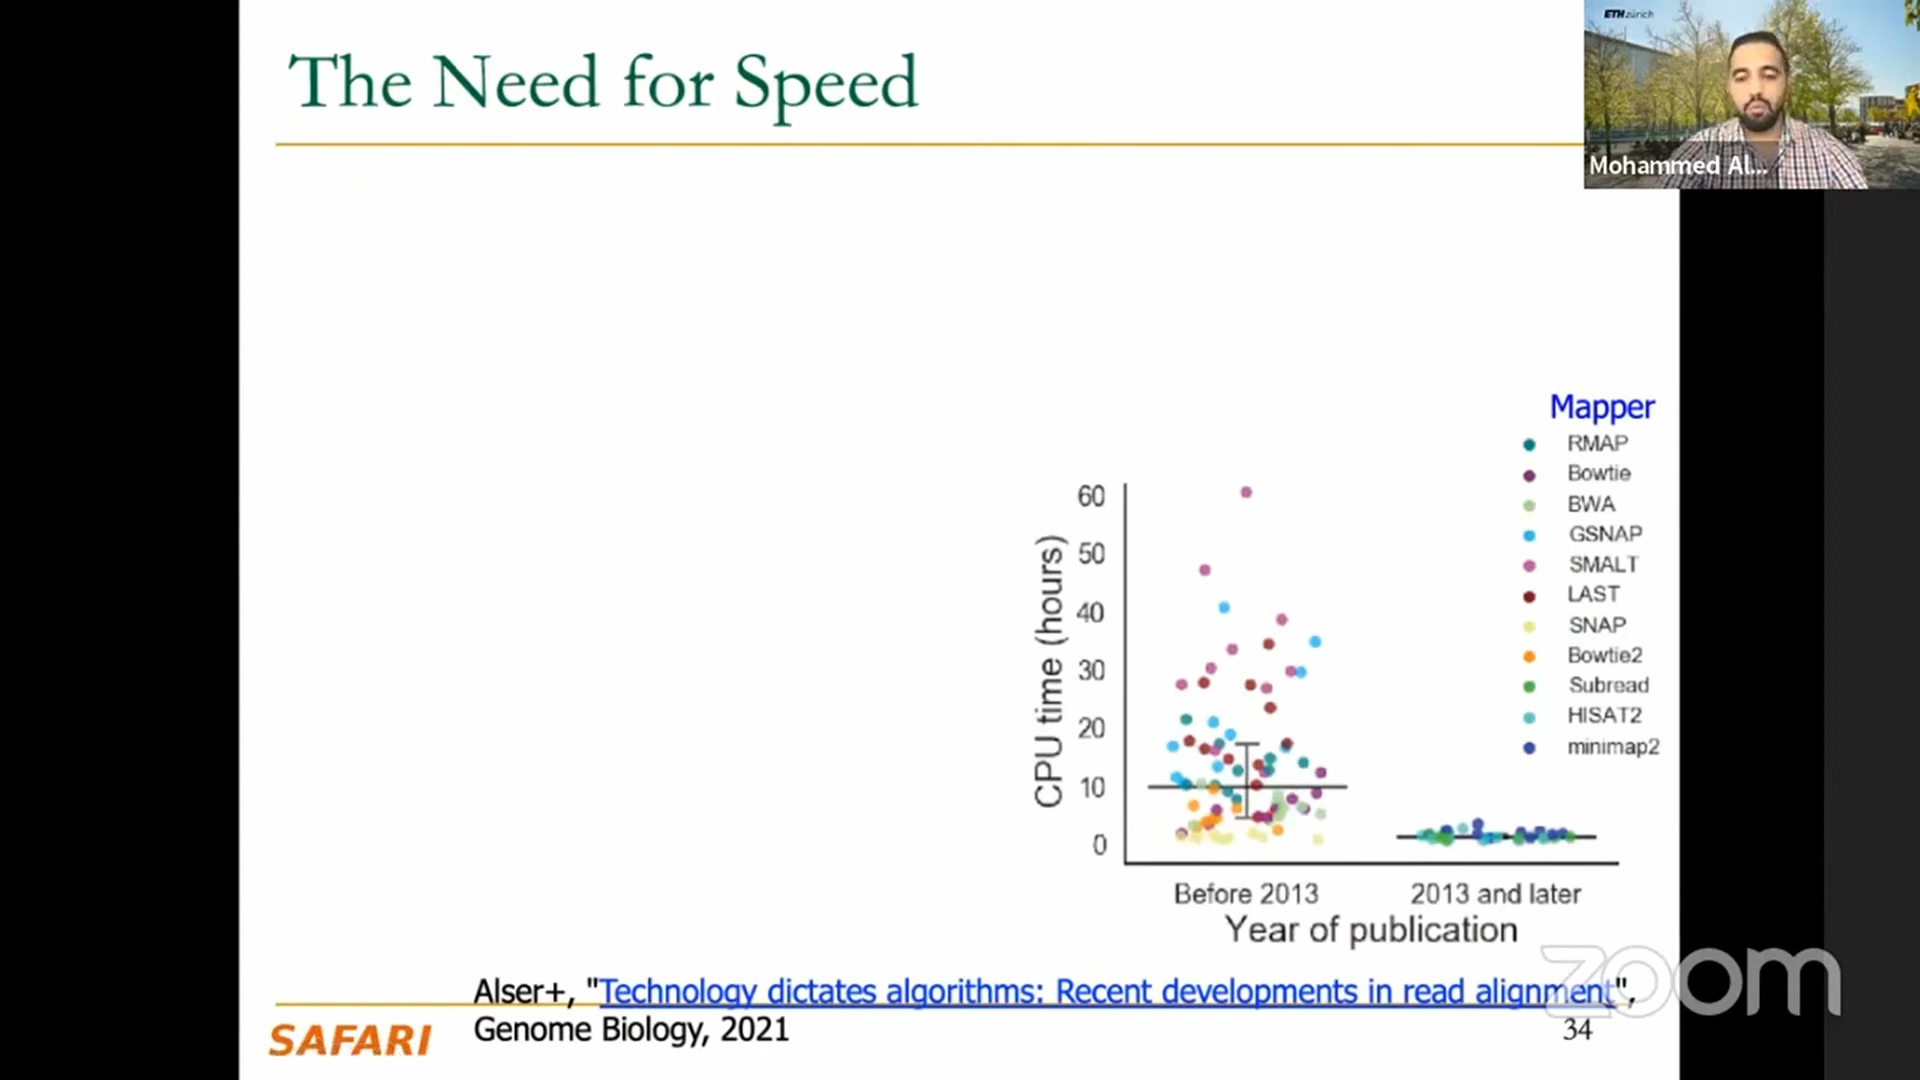 The Need for Speed
ETH zürich
Mohammed Al...
Mapper
RMAP
Bowtie
BWA
GSNAP
SMALT
LAST
SNAP
Bowtie2
Subread
HISAT2
minimap2
CPU time (hours)
60
50
40
30
20
10
0
Before 2013
2013 and later
Year of publication
Alser+, "Technology dictates algorithms: Recent developments in read alignment",
Genome Biology, 2021
SAFARI
34
zoom